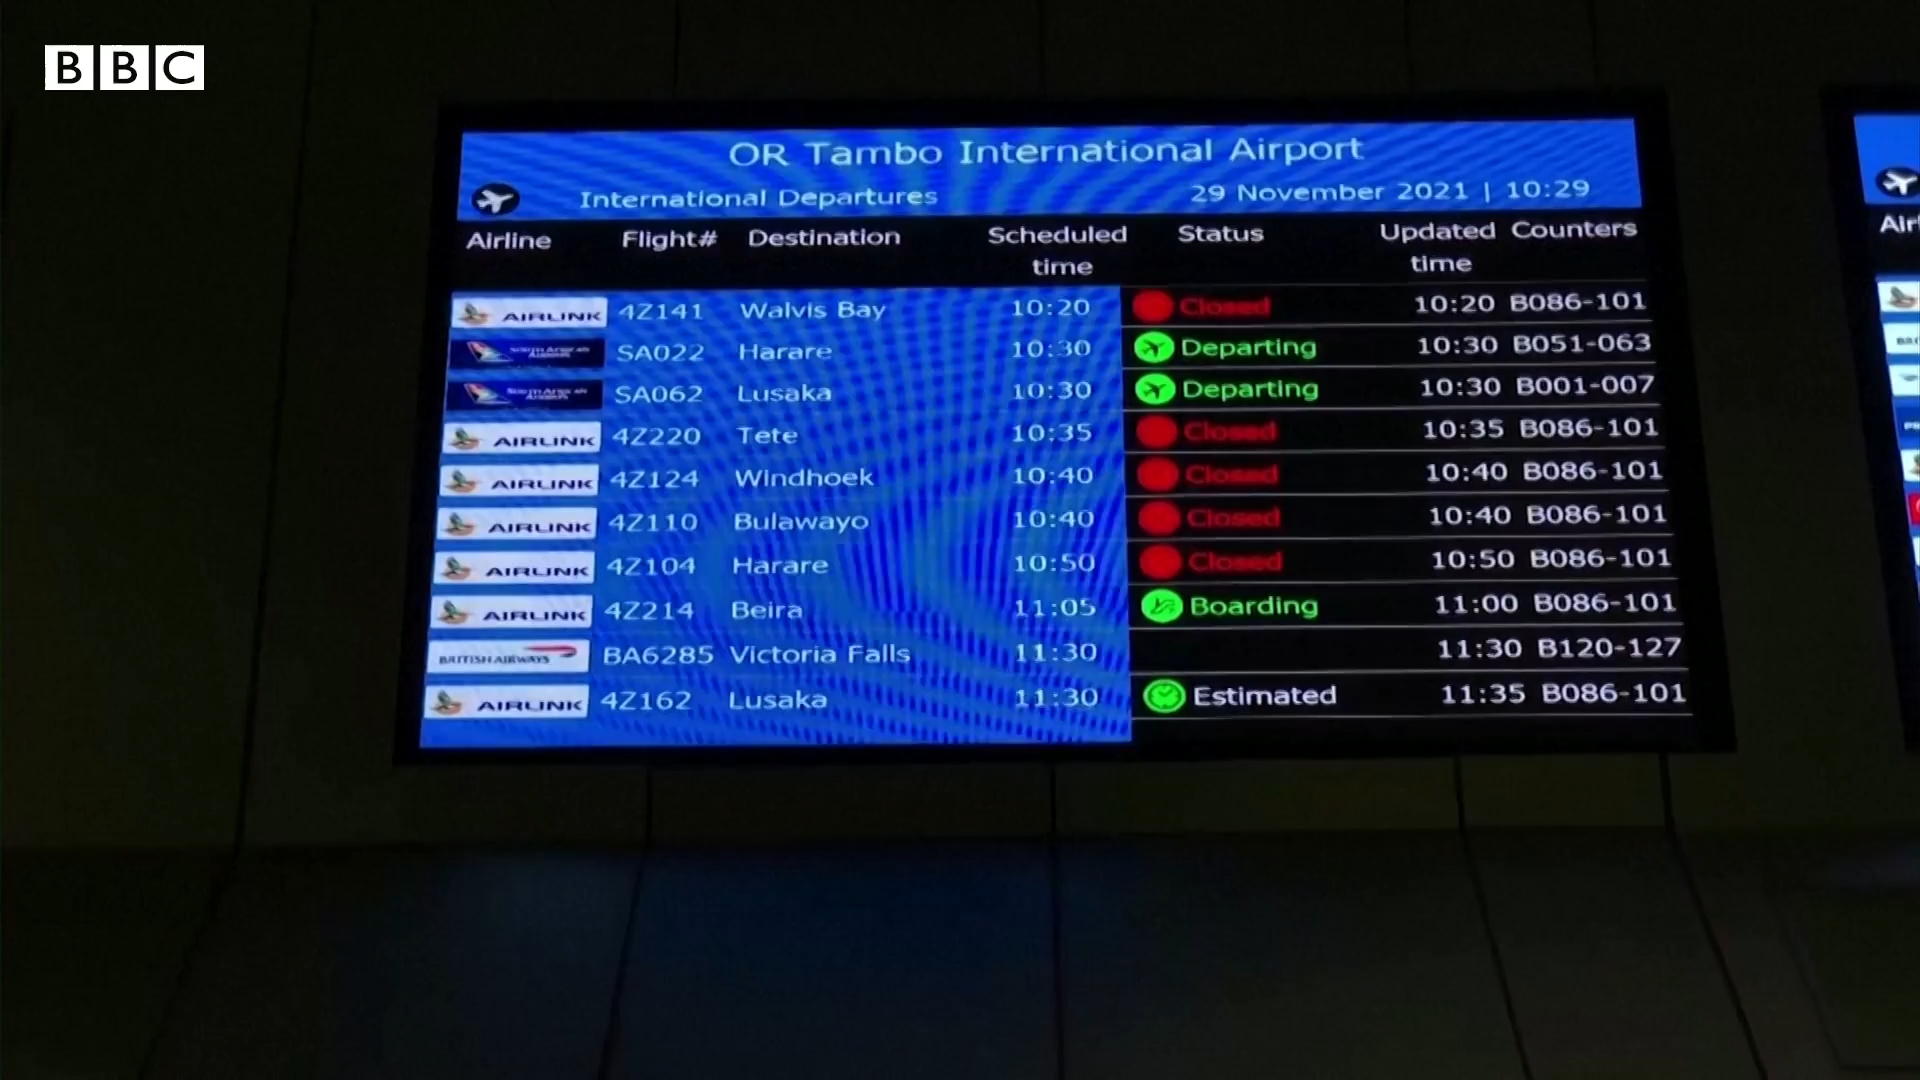 BBC
OR Tambo International Airport
International Departures 29 November 2021 | 10:29
Airline Flight# Destination Scheduled time Status Updated time Counters
AIRLINK 4Z141 Walvis Bay 10:20 Closed 10:20 B086-101
SOUTH AFRICAN AIRWAYS SA022 Harare 10:30 Departing 10:30 B051-063
SOUTH AFRICAN AIRWAYS SA062 Lusaka 10:30 Departing 10:30 B001-007
AIRLINK 4Z220 Tete 10:35 Closed 10:35 B086-101
AIRLINK 4Z124 Windhoek 10:40 Closed 10:40 B086-101
AIRLINK 4Z110 Bulawayo 10:40 Closed 10:40 B086-101
AIRLINK 4Z104 Harare 10:50 Closed 10:50 B086-101
AIRLINK 4Z214 Beira 11:05 Boarding 11:00 B086-101
BRITISH AIRWAYS BA6285 Victoria Falls 11:30 11:30 B120-127
AIRLINK 4Z162 Lusaka 11:30 Estimated 11:35 B086-101